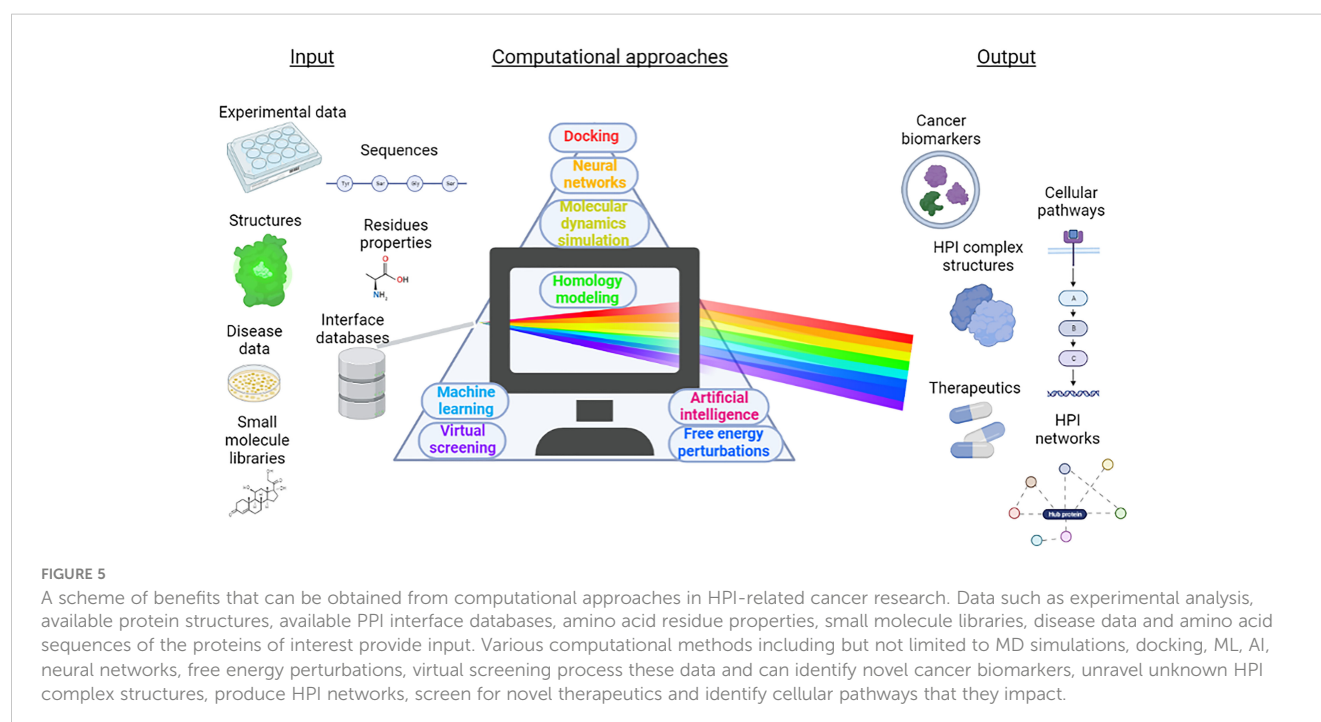 Input
Computational approaches
Output
Experimental data
Sequences
Tyr
Ser
Gly
Ser
Structures
Residues
properties
O
OH
NH₂
Disease
data
Interface
databases
Small
molecule
libraries
Docking
Neural
networks
Molecular
dynamics
simulation
Homology
modeling
Machine
learning
Virtual
screening
Artificial
intelligence
Free energy
perturbations
Cancer
biomarkers
Cellular
pathways
HPI complex
structures
A
B
C
Therapeutics
HPI
networks
Hub protein
FIGURE 5
A scheme of benefits that can be obtained from computational approaches in HPI-related cancer research. Data such as experimental analysis,
available protein structures, available PPI interface databases, amino acid residue properties, small molecule libraries, disease data and amino acid
sequences of the proteins of interest provide input. Various computational methods including but not limited to MD simulations, docking, ML, AI,
neural networks, free energy perturbations, virtual screening process these data and can identify novel cancer biomarkers, unravel unknown HPI
complex structures, produce HPI networks, screen for novel therapeutics and identify cellular pathways that they impact.